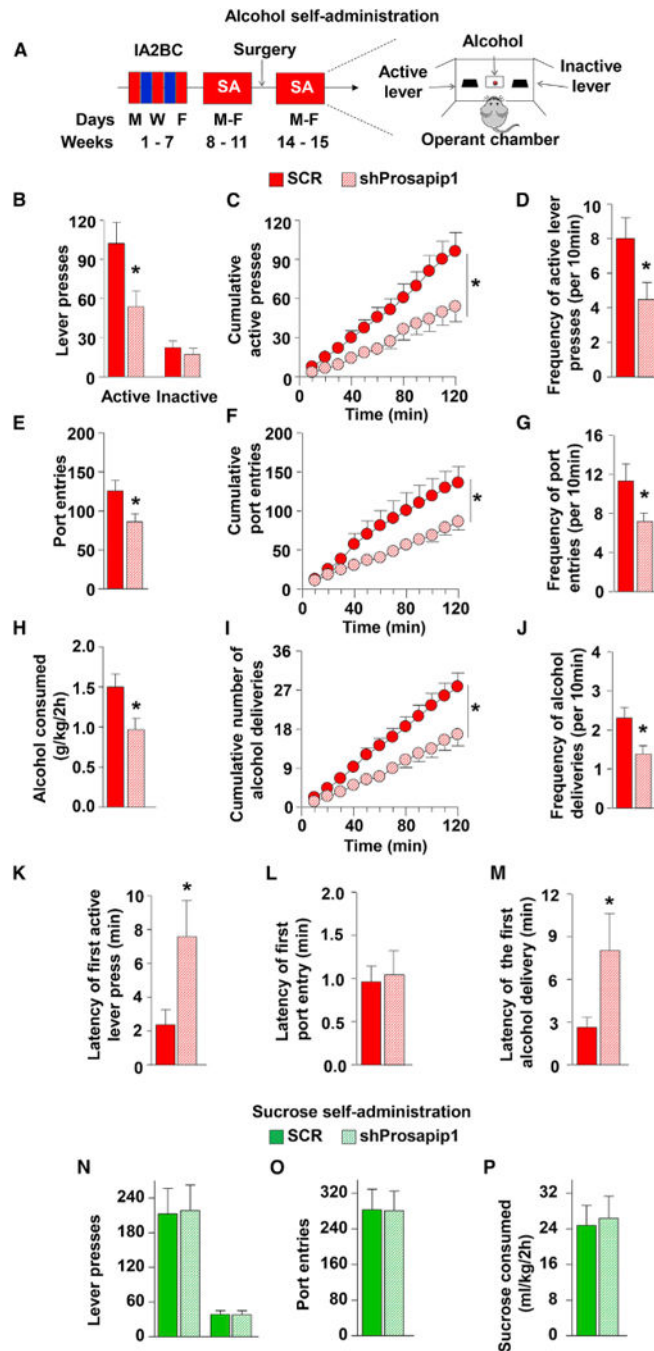 Alcohol self-administration
A
IA2BC
Surgery
SA
SA
Days M W F M-F M-F
Weeks 1 - 7 8 - 11 14 - 15
Alcohol
Active lever
Inactive lever
Operant chamber
SCR shProsapip1
B
Lever presses
120
90
60
30
0
*
Active Inactive
C
Cumulative active presses
120
90
60
30
0
*
0 40 80 120
Time (min)
D
Frequency of active lever presses (per 10min)
10
8
6
4
2
0
*
E
Port entries
200
150
100
50
0
*
F
Cumulative port entries
200
150
100
50
0
*
0 40 80 120
Time (min)
G
Frequency of port entries (per 10min)
16
12
8
4
0
*
H
Alcohol consumed (g/kg/2h)
2.0
1.5
1.0
0.5
0.0
*
I
Cumulative number of alcohol deliveries
36
27
18
9
0
*
0 40 80 120
Time (min)
J
Frequency of alcohol deliveries (per 10min)
4
3
2
1
0
*
K
Latency of first active lever press (min)
10
8
6
4
2
0
*
L
Latency of first port entry (min)
2.0
1.5
1.0
0.5
0.0
M
Latency of the first alcohol delivery (min)
12
9
6
3
0
*
Sucrose self-administration
SCR shProsapip1
N
Lever presses
240
180
120
60
0
O
Port entries
320
240
160
80
0
P
Sucrose consumed (ml/kg/2h)
32
24
16
8
0